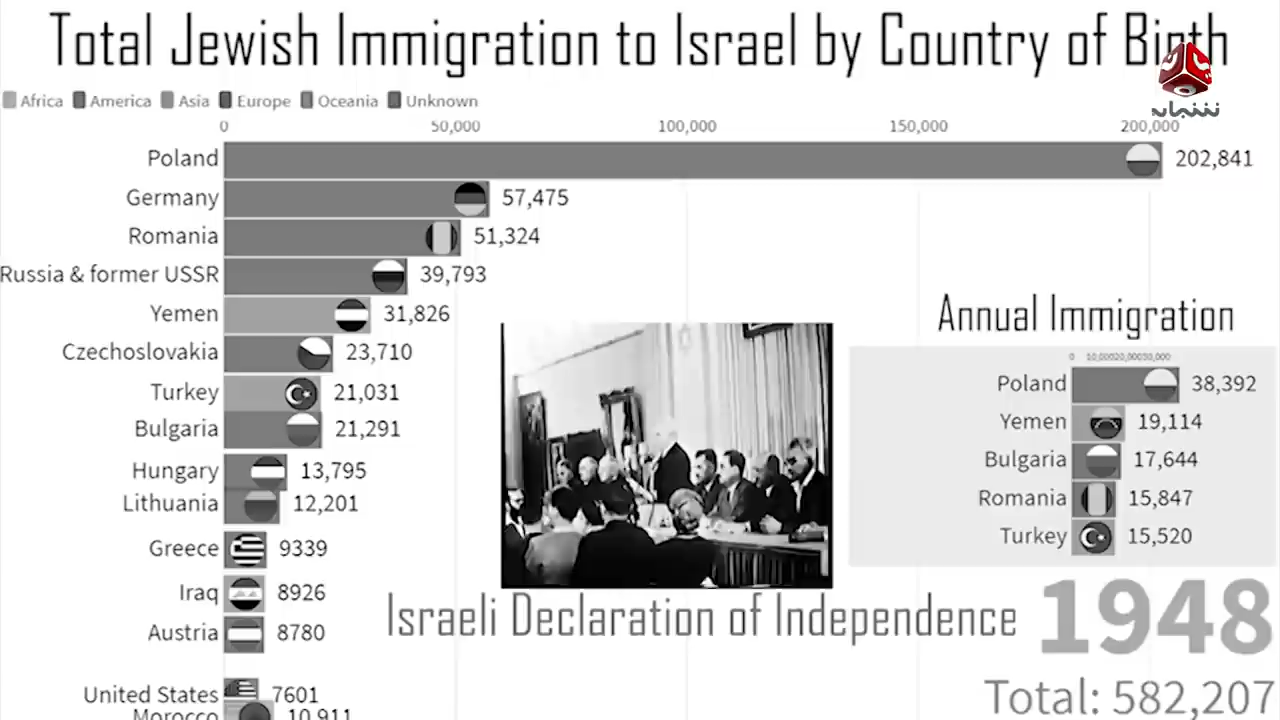 Total Jewish Immigration to Israel by Country of Birth
Africa America Asia Europe Oceania Unknown
0 50,000 100,000 150,000 200,000
Poland 202,841
Germany 57,475
Romania 51,324
Russia & former USSR 39,793
Yemen 31,826
Czechoslovakia 23,710
Turkey 21,031
Bulgaria 21,291
Hungary 13,795
Lithuania 12,201
Greece 9339
Iraq 8926
Austria 8780
United States 7601
Morocco 10,911
Annual Immigration
Poland 38,392
Yemen 19,114
Bulgaria 17,644
Romania 15,847
Turkey 15,520
Israeli Declaration of Independence
1948
Total: 582,207